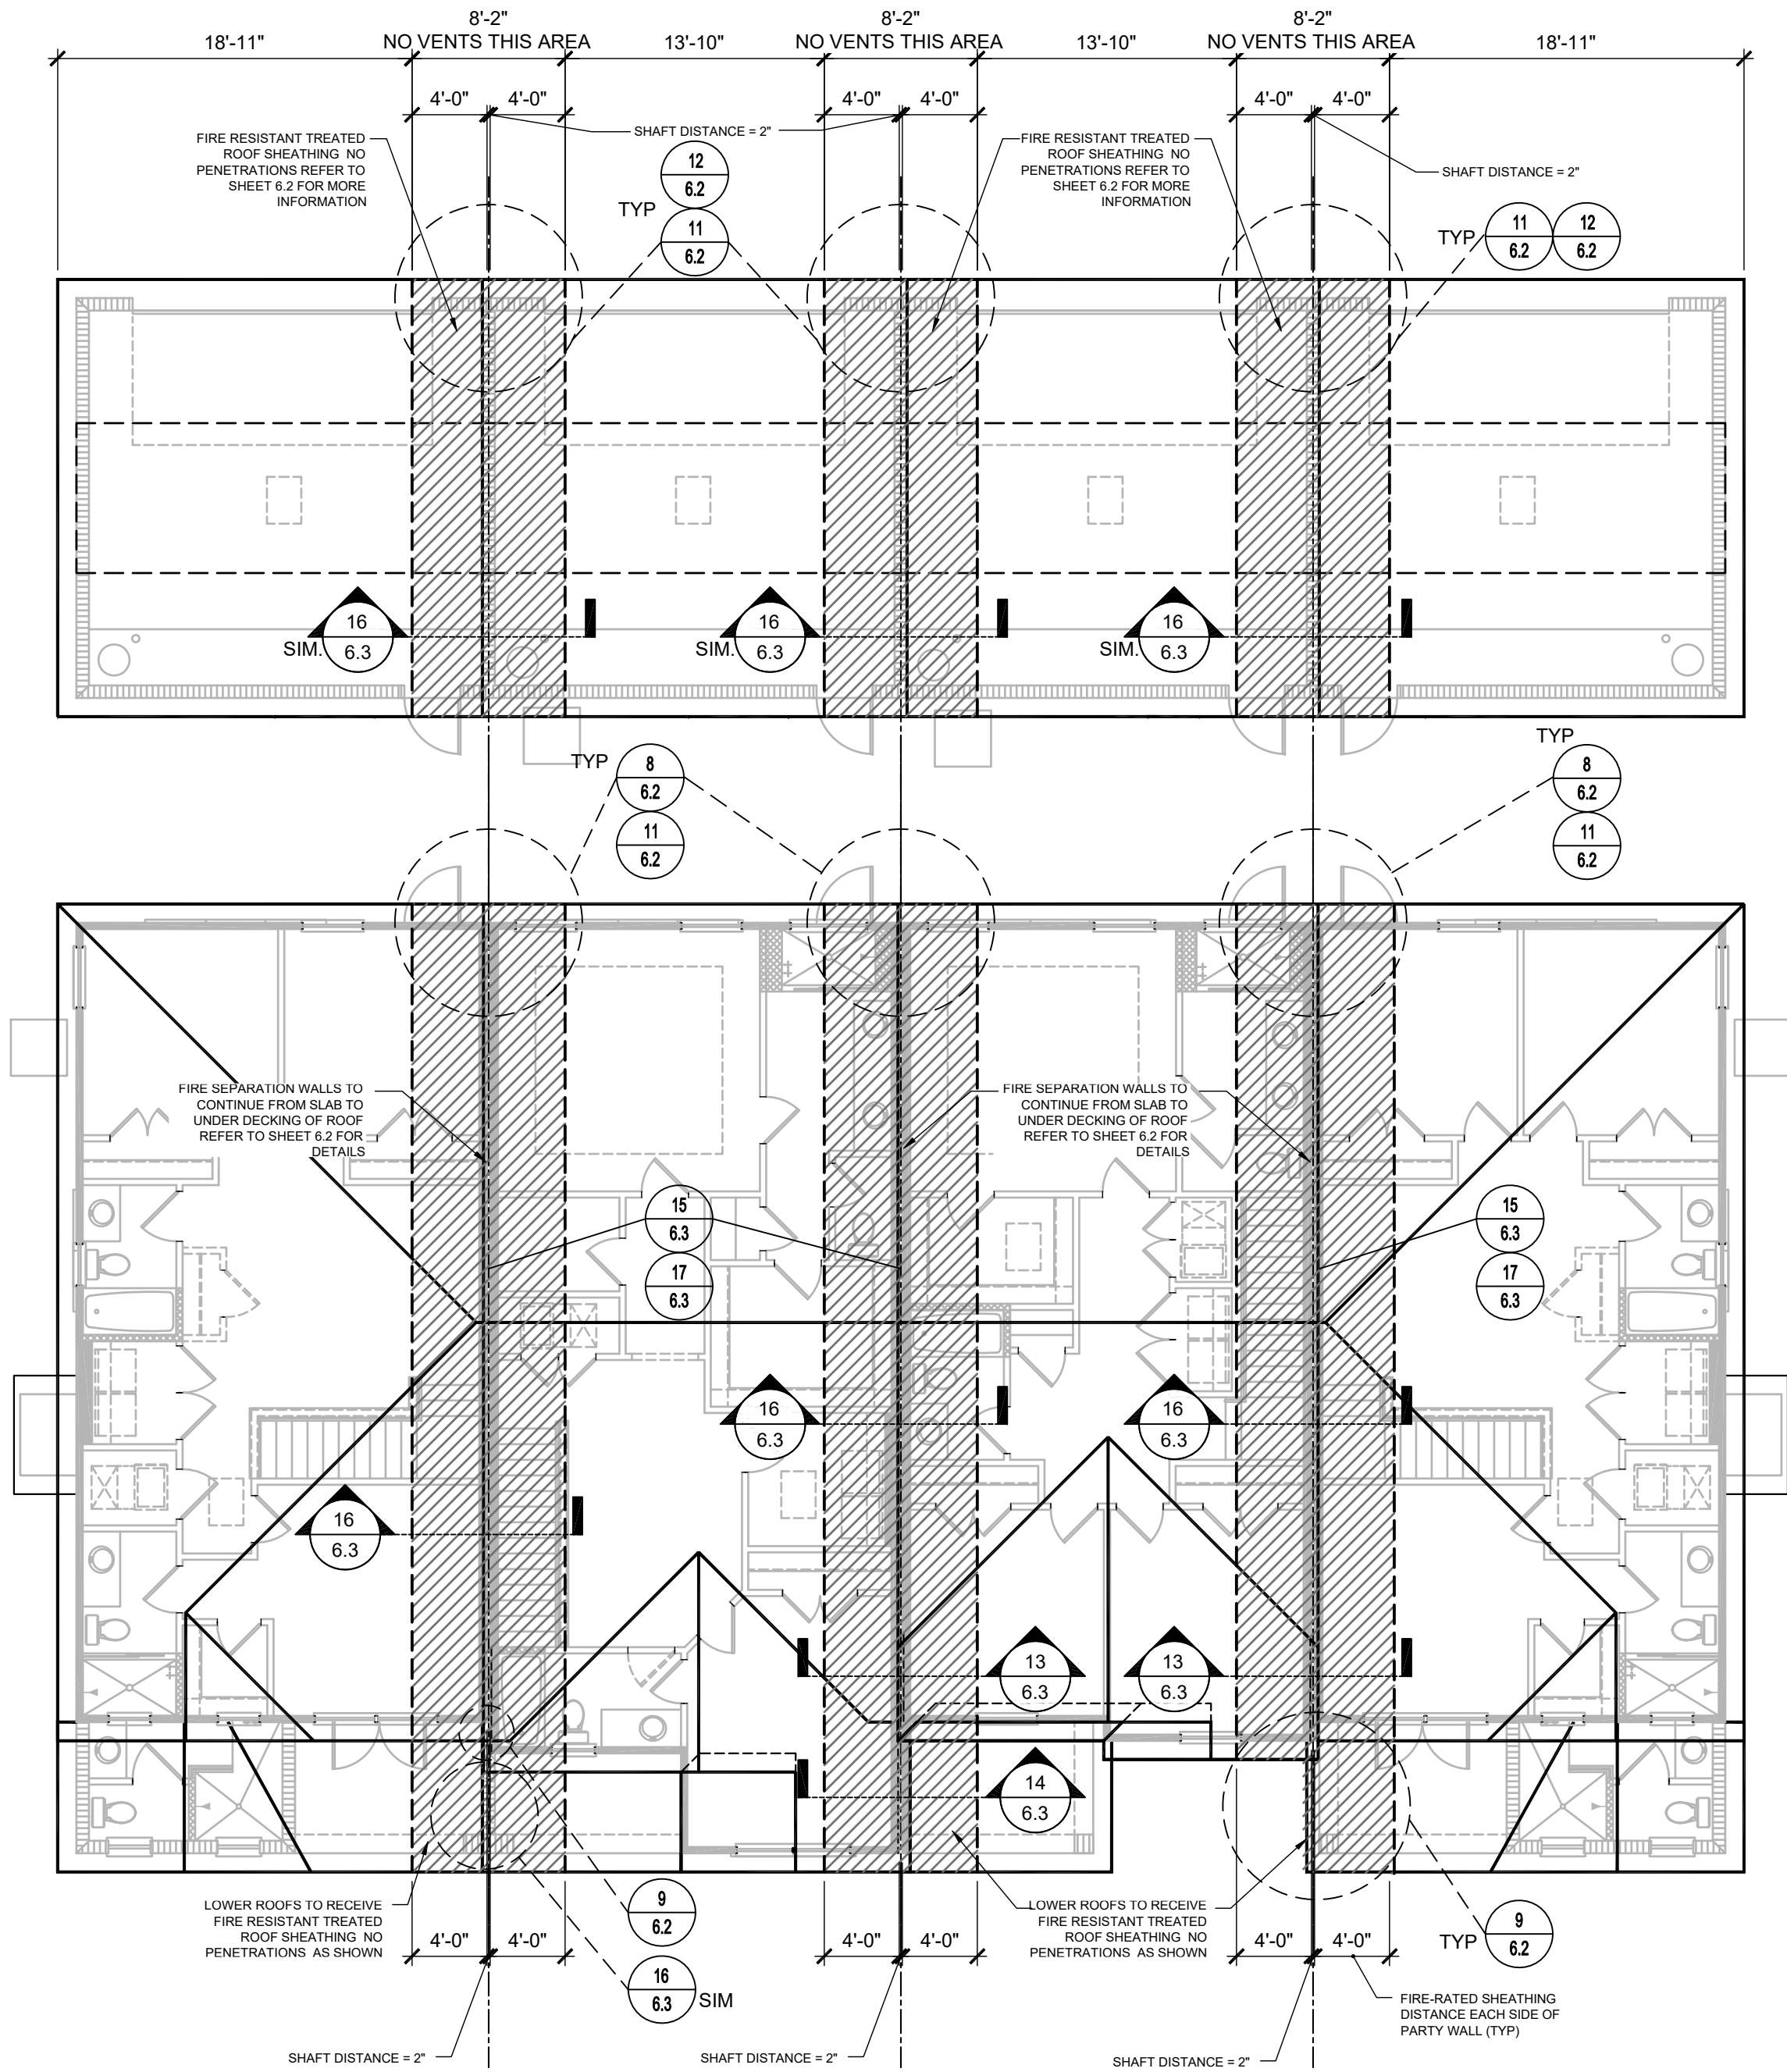 8'-2" 8'-2" 8'-2"
18'-11" NO VENTS THIS AREA 13'-10" NO VENTS THIS AREA 13'-10" NO VENTS THIS AREA 18'-11"
4'-0" 4'-0" 4'-0" 4'-0" 4'-0" 4'-0"
SHAFT DISTANCE = 2"
FIRE RESISTANT TREATED
ROOF SHEATHING NO
PENETRATIONS REFER TO
SHEET 6.2 FOR MORE
INFORMATION
12
6.2
TYP
11
6.2
FIRE RESISTANT TREATED
ROOF SHEATHING NO
PENETRATIONS REFER TO
SHEET 6.2 FOR MORE
INFORMATION
SHAFT DISTANCE = 2"
TYP
11
6.2
12
6.2
16
6.3
SIM.
16
6.3
SIM.
16
6.3
SIM.
TYP
8
6.2
11
6.2
TYP
8
6.2
11
6.2
FIRE SEPARATION WALLS TO
CONTINUE FROM SLAB TO
UNDER DECKING OF ROOF
REFER TO SHEET 6.2 FOR
DETAILS
FIRE SEPARATION WALLS TO
CONTINUE FROM SLAB TO
UNDER DECKING OF ROOF
REFER TO SHEET 6.2 FOR
DETAILS
15
6.3
17
6.3
15
6.3
17
6.3
16
6.3
16
6.3
16
6.3
13
6.3
13
6.3
14
6.3
LOWER ROOFS TO RECEIVE
FIRE RESISTANT TREATED
ROOF SHEATHING NO
PENETRATIONS AS SHOWN
9
6.2
16
6.3
SIM
LOWER ROOFS TO RECEIVE
FIRE RESISTANT TREATED
ROOF SHEATHING NO
PENETRATIONS AS SHOWN
TYP
9
6.2
4'-0" 4'-0" 4'-0" 4'-0" 4'-0" 4'-0"
FIRE-RATED SHEATHING
DISTANCE EACH SIDE OF
PARTY WALL (TYP)
SHAFT DISTANCE = 2"
SHAFT DISTANCE = 2"
SHAFT DISTANCE = 2"